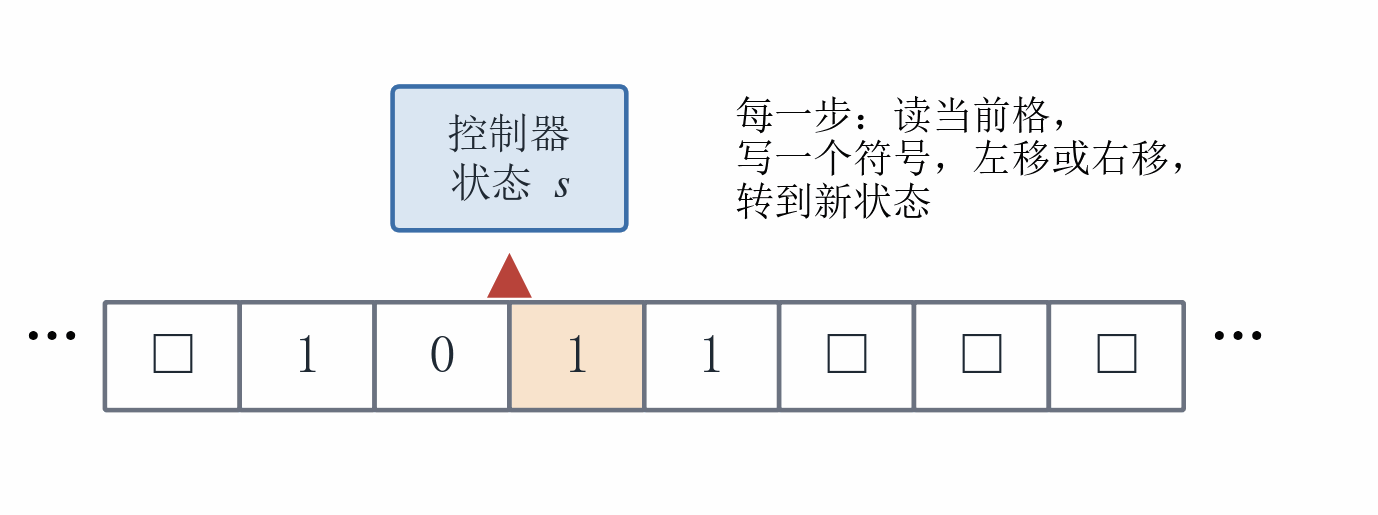 控制器
状态 s
每一步：读当前格，
写一个符号，左移或右移，
转到新状态
… □ 1 0 1 1 □ □ □ …